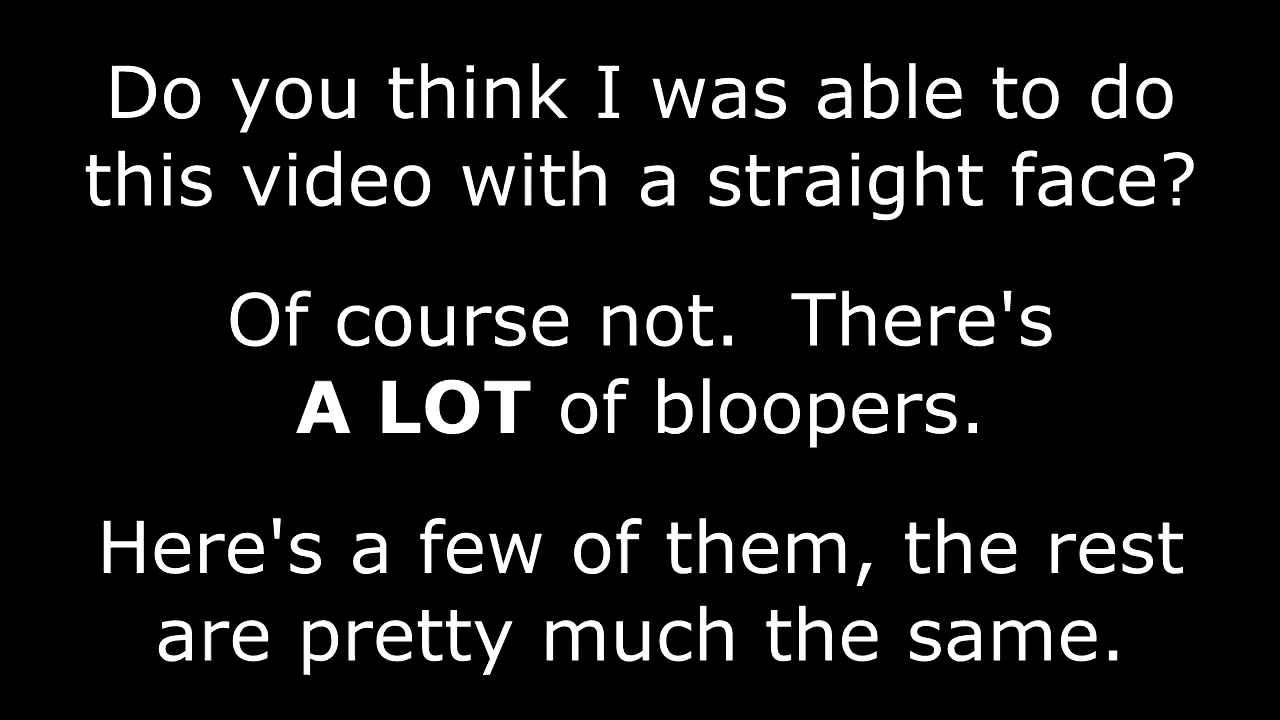 Do you think I was able to do
this video with a straight face?
Of course not.  There's
A LOT of bloopers.
Here's a few of them, the rest
are pretty much the same.